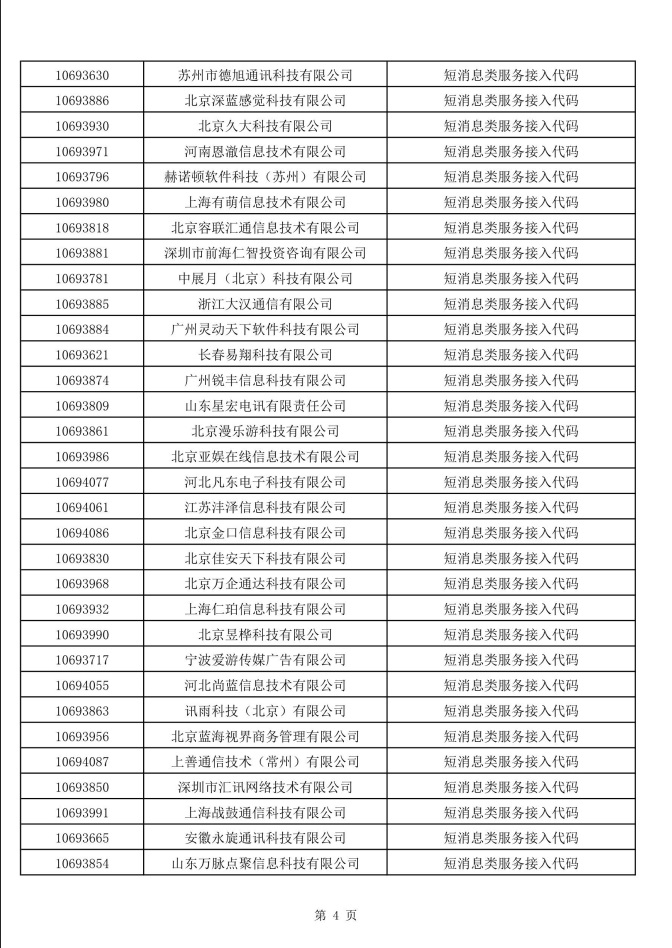 10693630 苏州市德旭通讯科技有限公司 短消息类服务接入代码
10693886 北京深蓝感觉科技有限公司 短消息类服务接入代码
10693930 北京久大科技有限公司 短消息类服务接入代码
10693971 河南恩澈信息技术有限公司 短消息类服务接入代码
10693796 赫诺顿软件科技（苏州）有限公司 短消息类服务接入代码
10693980 上海有萌信息技术有限公司 短消息类服务接入代码
10693818 北京容联汇通信息技术有限公司 短消息类服务接入代码
10693881 深圳市前海仁智投资咨询有限公司 短消息类服务接入代码
10693781 中展月（北京）科技有限公司 短消息类服务接入代码
10693885 浙江大汉通信有限公司 短消息类服务接入代码
10693884 广州灵动天下软件科技有限公司 短消息类服务接入代码
10693621 长春易翔科技有限公司 短消息类服务接入代码
10693874 广州锐丰信息科技有限公司 短消息类服务接入代码
10693809 山东星宏电讯有限责任公司 短消息类服务接入代码
10693861 北京漫乐游科技有限公司 短消息类服务接入代码
10693986 北京亚娱在线信息技术有限公司 短消息类服务接入代码
10694077 河北凡东电子科技有限公司 短消息类服务接入代码
10694061 江苏沣泽信息科技有限公司 短消息类服务接入代码
10694086 北京金口信息科技有限公司 短消息类服务接入代码
10693830 北京佳安天下科技有限公司 短消息类服务接入代码
10693968 北京万企通达科技有限公司 短消息类服务接入代码
10693932 上海仁珀信息科技有限公司 短消息类服务接入代码
10693990 北京昱桦科技有限公司 短消息类服务接入代码
10693717 宁波爱游传媒广告有限公司 短消息类服务接入代码
10694055 河北尚蓝信息技术有限公司 短消息类服务接入代码
10693863 讯雨科技（北京）有限公司 短消息类服务接入代码
10693956 北京蓝海视界商务管理有限公司 短消息类服务接入代码
10694087 上善通信技术（常州）有限公司 短消息类服务接入代码
10693850 深圳市汇讯网络技术有限公司 短消息类服务接入代码
10693991 上海战鼓通信科技有限公司 短消息类服务接入代码
10693665 安徽永旋通讯科技有限公司 短消息类服务接入代码
10693854 山东万脉点聚信息科技有限公司 短消息类服务接入代码
第 4 页